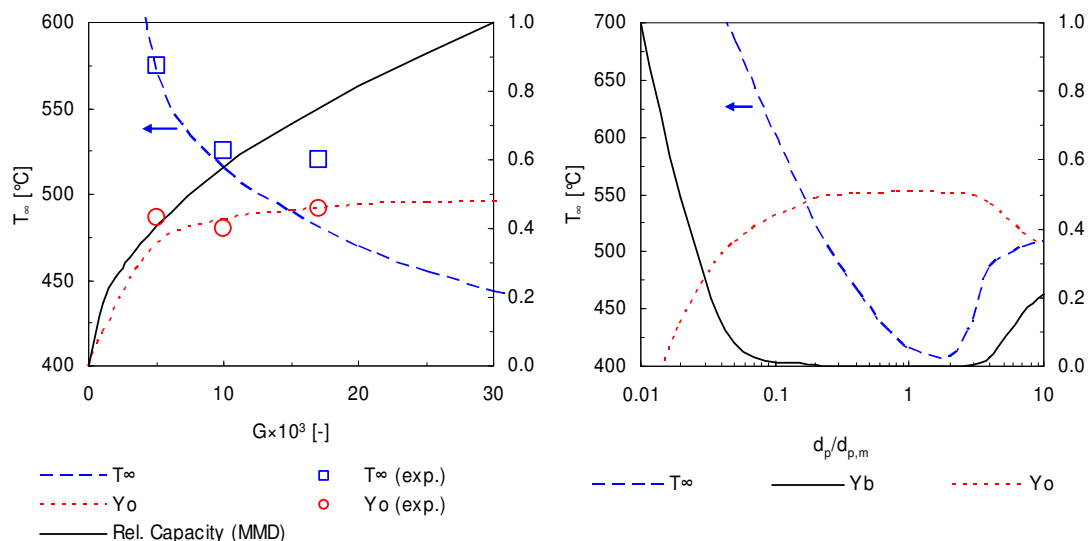 600
550
500
450
400
T∞ [°C]
1.0
0.8
0.6
0.4
0.2
0.0
0
10
20
30
G×10³ [-]
T∞
T∞ (exp.)
Yo
Yo (exp.)
Rel. Capacity (MMD)
700
650
600
550
500
450
400
T∞ [°C]
1.0
0.8
0.6
0.4
0.2
0.0
0.01
0.1
1
10
dp/dp,m
T∞
Yb
Yo